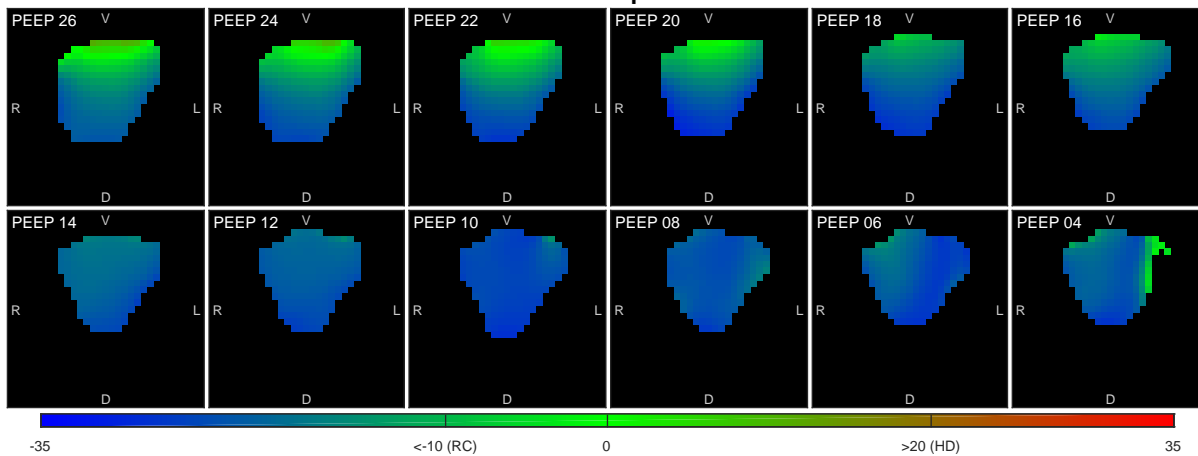 PEEP 26 V R L D
PEEP 24 V R L D
PEEP 22 V R L D
PEEP 20 V R L D
PEEP 18 V R L D
PEEP 16 V R L D
PEEP 14 V R L D
PEEP 12 V R L D
PEEP 10 V R L D
PEEP 08 V R L D
PEEP 06 V R L D
PEEP 04 V R L D
-35 <-10 (RC) 0 >20 (HD) 35